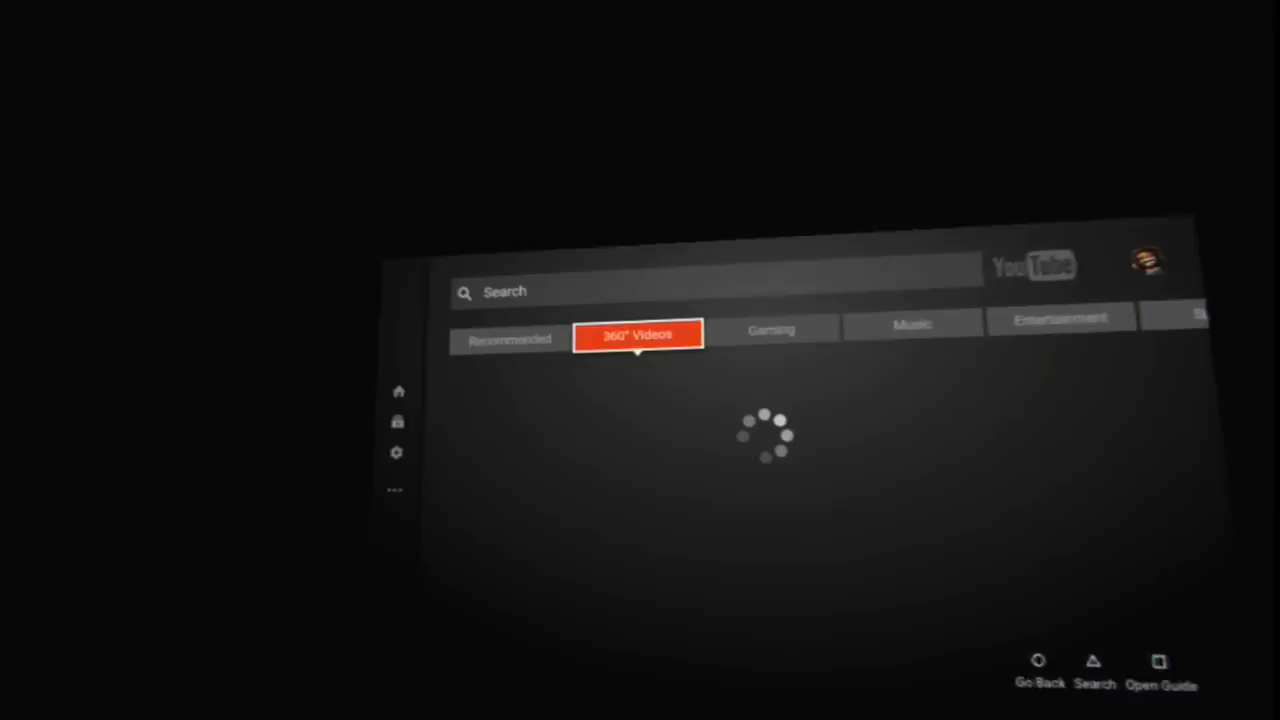 Search
YouTube
Recommended
360° Videos
Gaming
Music
Entertainment
Go Back
Search
Open Guide